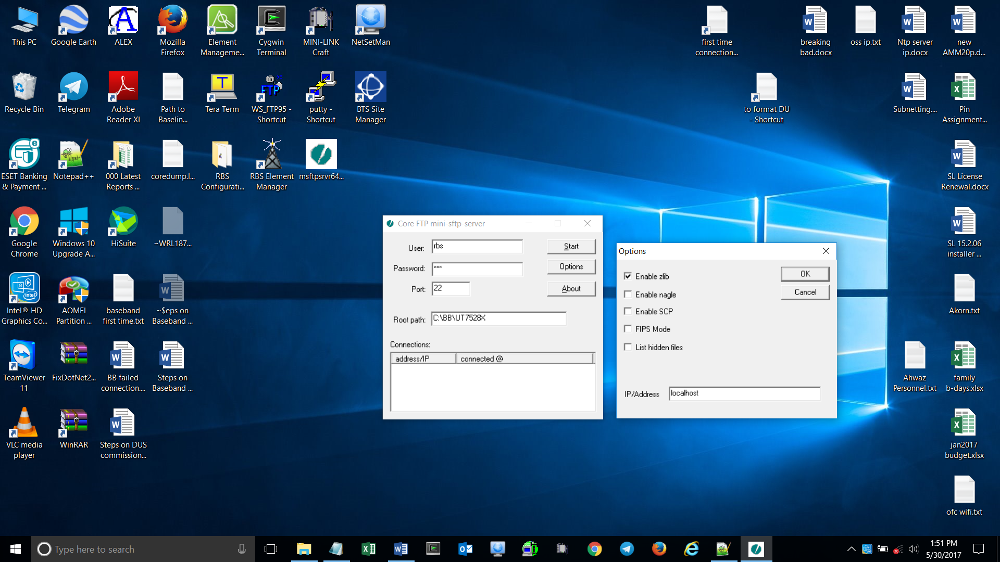 This PC
Google Earth
ALEX
Mozilla
Firefox
Element
Manageme...
Cygwin
Terminal
MINI-LINK
Craft
NetSetMan
first time
connection...
breaking
bad.docx
oss ip.txt
Ntp server
ip.docx
new
AMM20p.d...
Recycle Bin
Telegram
Adobe
Reader XI
Path to
Baselin...
T
Tera Term
FTP
WS_FTP95 -
Shortcut
putty -
Shortcut
BTS Site
Manager
to format DU
- Shortcut
Subnetting....
Pin
Assignment...
ESET Banking
& Payment ...
Notepad++
000 Latest
Reports ...
coredump.l...
RBS
Configurati...
RBS Element
Manager
msftpsrvr64...
SL License
Renewal.docx
Google
Chrome
Windows 10
Upgrade A...
HiSuite
~WRL187...
SL 15.2.06
installer ...
Intel® HD
Graphics Co...
AOMEI
Partition ...
baseband
first time.txt
~$eps on
Baseband ...
Akorn.txt
TeamViewer
11
FixDotNet2...
BB failed
connection....
Steps on
Baseband ...
Ahwaz
Personnel.txt
family
b-days.xlsx
VLC media
player
WinRAR
Steps on DUS
commission...
jan2017
budget.xlsx
ofc wifi.txt
Core FTP mini-sftp-server
User: rbs
Start
Password: ***
Options
Port: 22
About
Root path: C:\BB\UT7528X
Connections:
address/IP connected @
Options
Enable zlib
OK
Enable nagle
Cancel
Enable SCP
FIPS Mode
List hidden files
IP/Address localhost
Type here to search
1:51 PM
5/30/2017